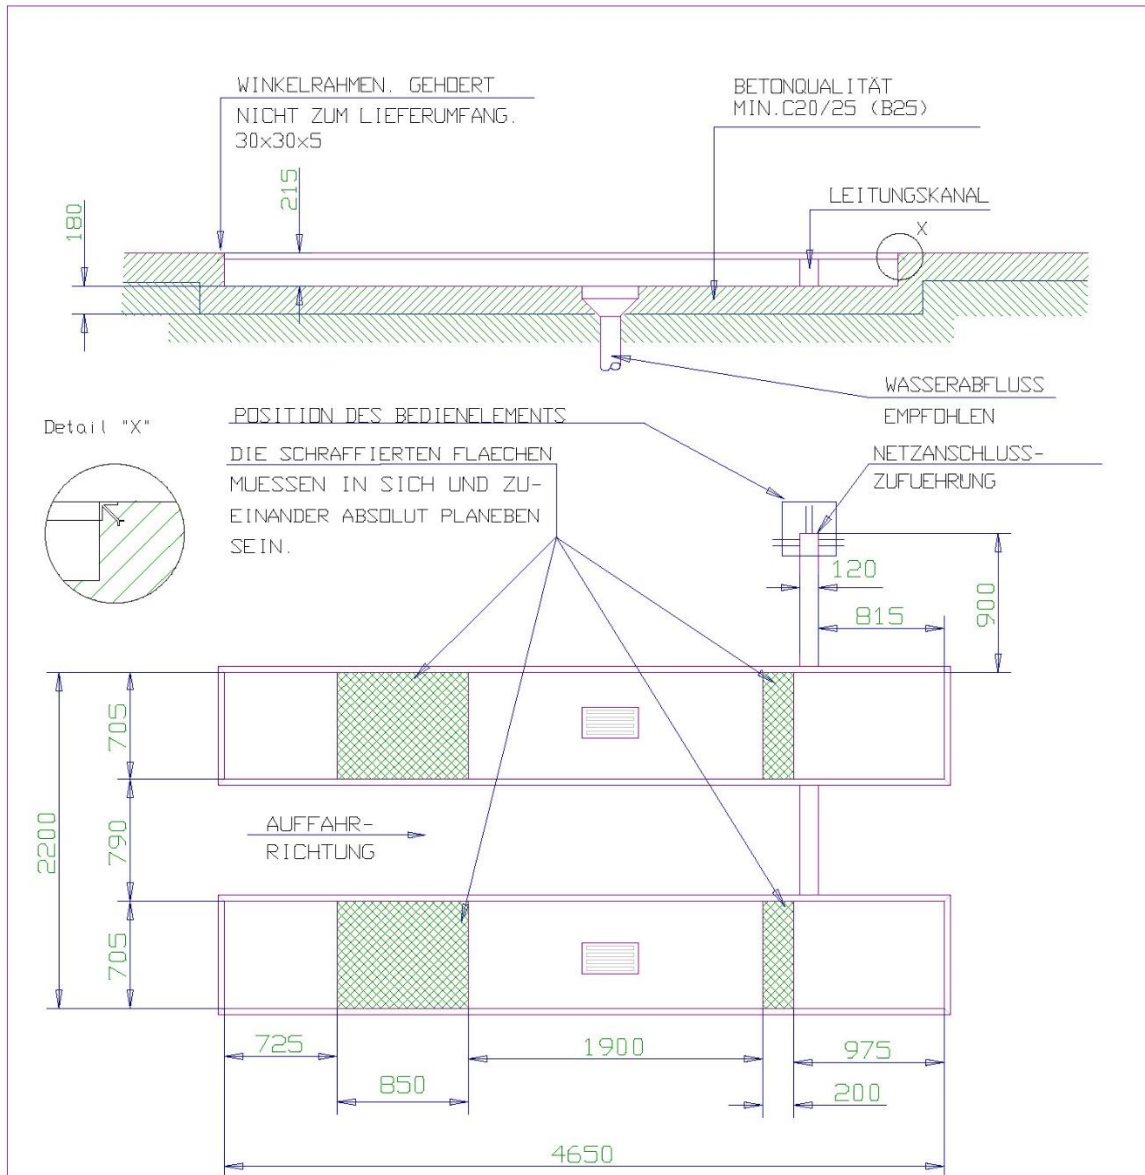 WINKELRAHMEN. GEHOERT
NICHT ZUM LIEFERUMFANG.
30x30x5
BETONQUALITÄT
MIN.C20/25 (B25)
215
180
LEITUNGSKANAL
X
WASSERABFLUSS
EMPFOHLEN
Detail "X"
POSITION DES BEDIENELEMENTS
DIE SCHRAFFIERTEN FLAECHEN
MUESSEN IN SICH UND ZU-
EINANDER ABSOLUT PLANEBEN
SEIN.
NETZANSCHLUSS-
ZUFUEHRUNG
120
815
900
705
790
2200
705
AUFFAHR-
RICHTUNG
725
1900
975
850
200
4650